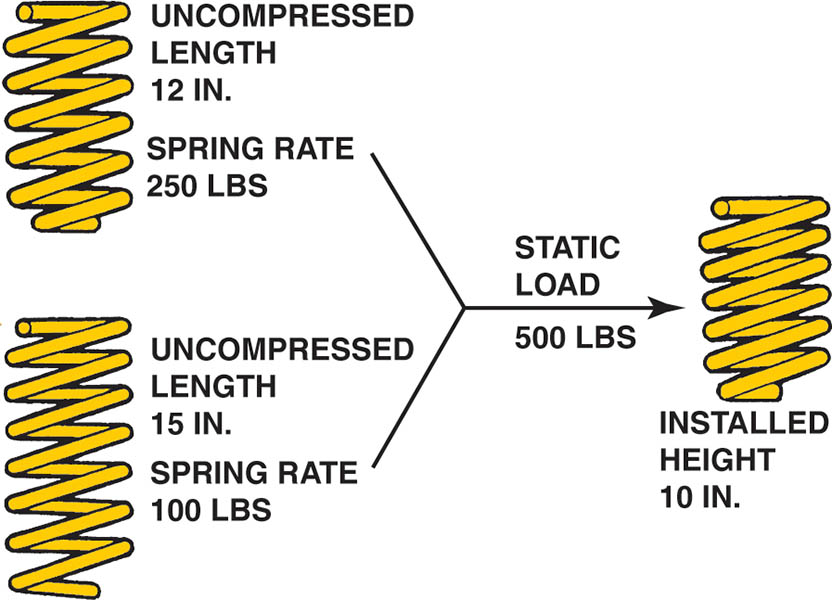 UNCOMPRESSED
LENGTH
12 IN.
SPRING RATE
250 LBS
STATIC
LOAD
500 LBS
UNCOMPRESSED
LENGTH
15 IN.
SPRING RATE
100 LBS
INSTALLED
HEIGHT
10 IN.